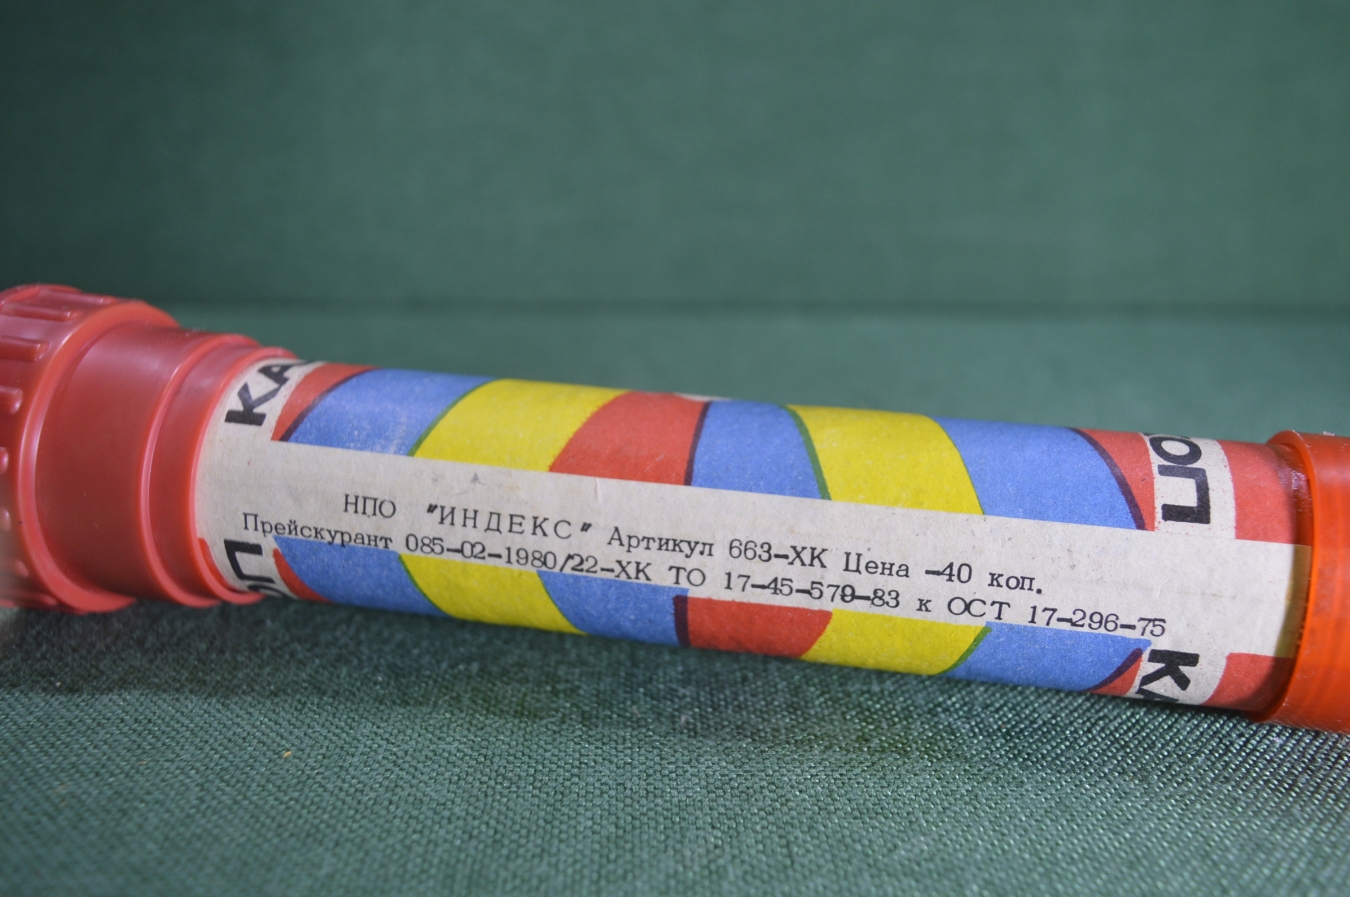 НПО "ИНДЕКС" Артикул 663-ХК Цена -40 коп.
Прейскурант 085-02-1980/22-ХК ТО 17-45-579-83 к ОСТ 17-296-75